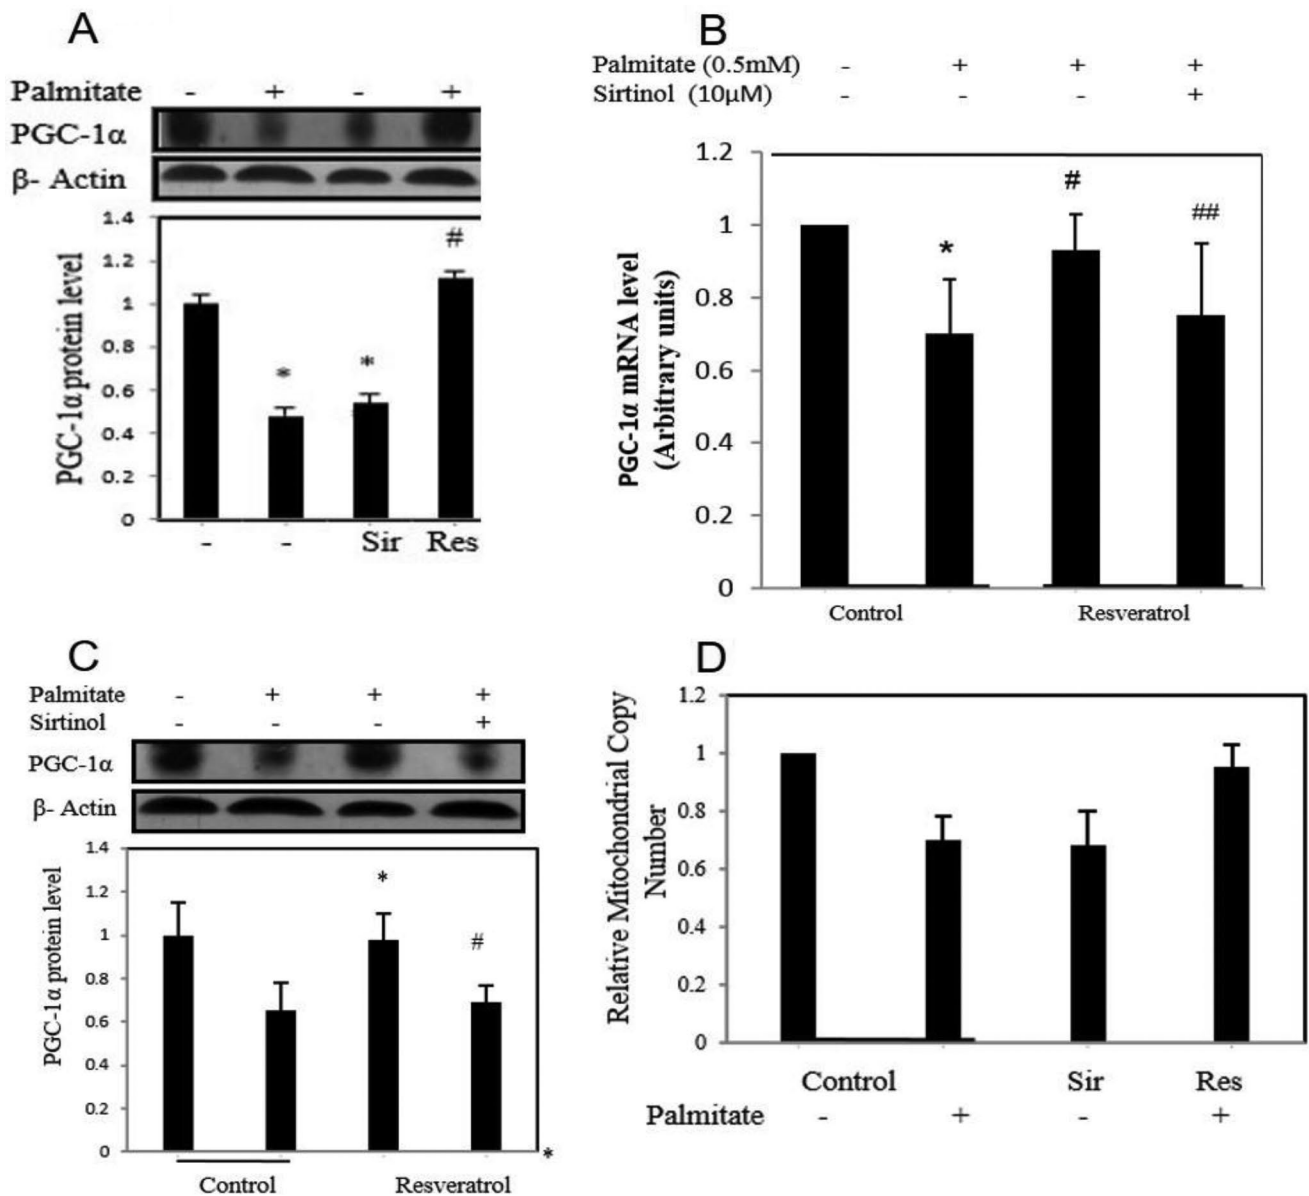 A
Palmitate - + - +
PGC-1α
β- Actin
1.4
1.2
1
0.8
0.6
0.4
0.2
0
PGC-1α protein level
* * #
- - Sir Res
B
Palmitate (0.5mM) - + + +
Sirtinol (10μM) - - - +
1.2
1
0.8
0.6
0.4
0.2
0
PGC-1α mRNA level
(Arbitrary units)
* # ##
Control Resveratrol
C
Palmitate - + + +
Sirtinol - - - +
PGC-1α
β- Actin
1.4
1.2
1
0.8
0.6
0.4
0.2
0
PGC-1α protein level
* #
*
Control Resveratrol
D
1.2
1
0.8
0.6
0.4
0.2
0
Relative Mitochondrial Copy
Number
Control Sir Res
Palmitate - + - +